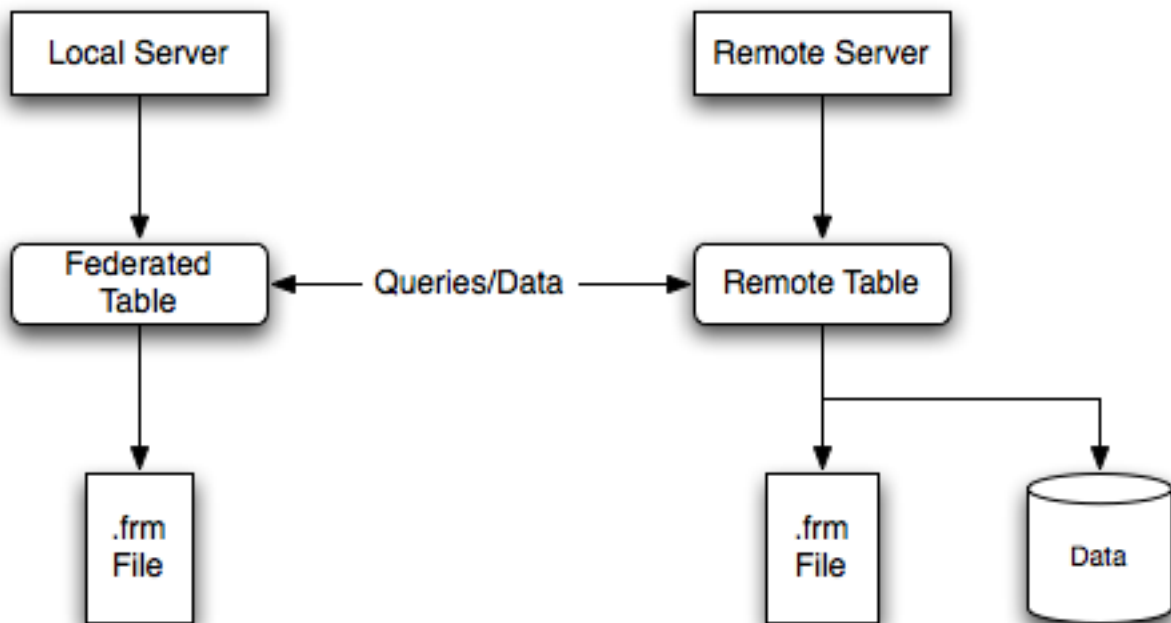 Local Server
Remote Server
Federated
Table
Queries/Data
Remote Table
.frm
File
.frm
File
Data